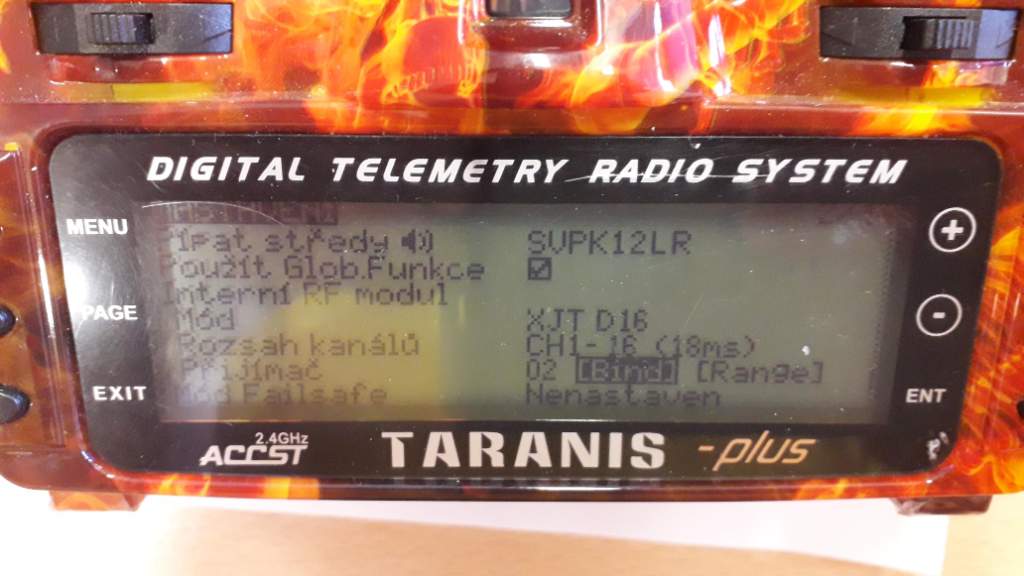 DIGITAL TELEMETRY RADIO SYSTEM
MENU
Pípat středy SVPK12LR
Použít Glob.Funkce
Interní RF modul
PAGE
Mód XJT D16
Rozsah kanálů CH1-16 (18ms)
Přijímač 02 [Bind] [Range]
EXIT
Mód Failsafe Nenastaven
ENT
+
-
2.4GHz
ACCST
TARANIS -plus